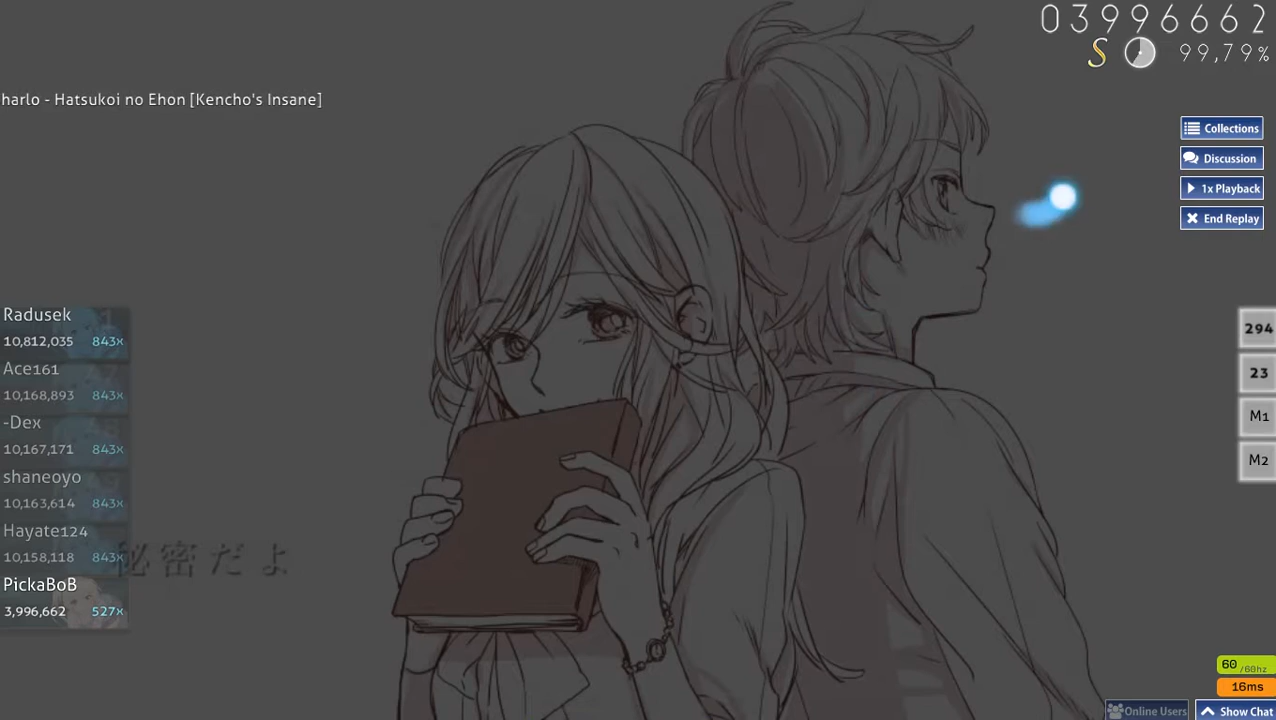 03996662
S 99,79%
harlo - Hatsukoi no Ehon [Kencho's Insane]
Collections
Discussion
1x Playback
End Replay
Radusek
10,812,035 843x
Ace161
10,168,893 843x
-Dex
10,167,171 843x
shaneoyo
10,163,614 843x
Hayate124
10,158,118 843x
PickaBoB
3,996,662 527x
秘密だよ
294
23
M1
M2
60 /60hz
16ms
Online Users
Show Chat